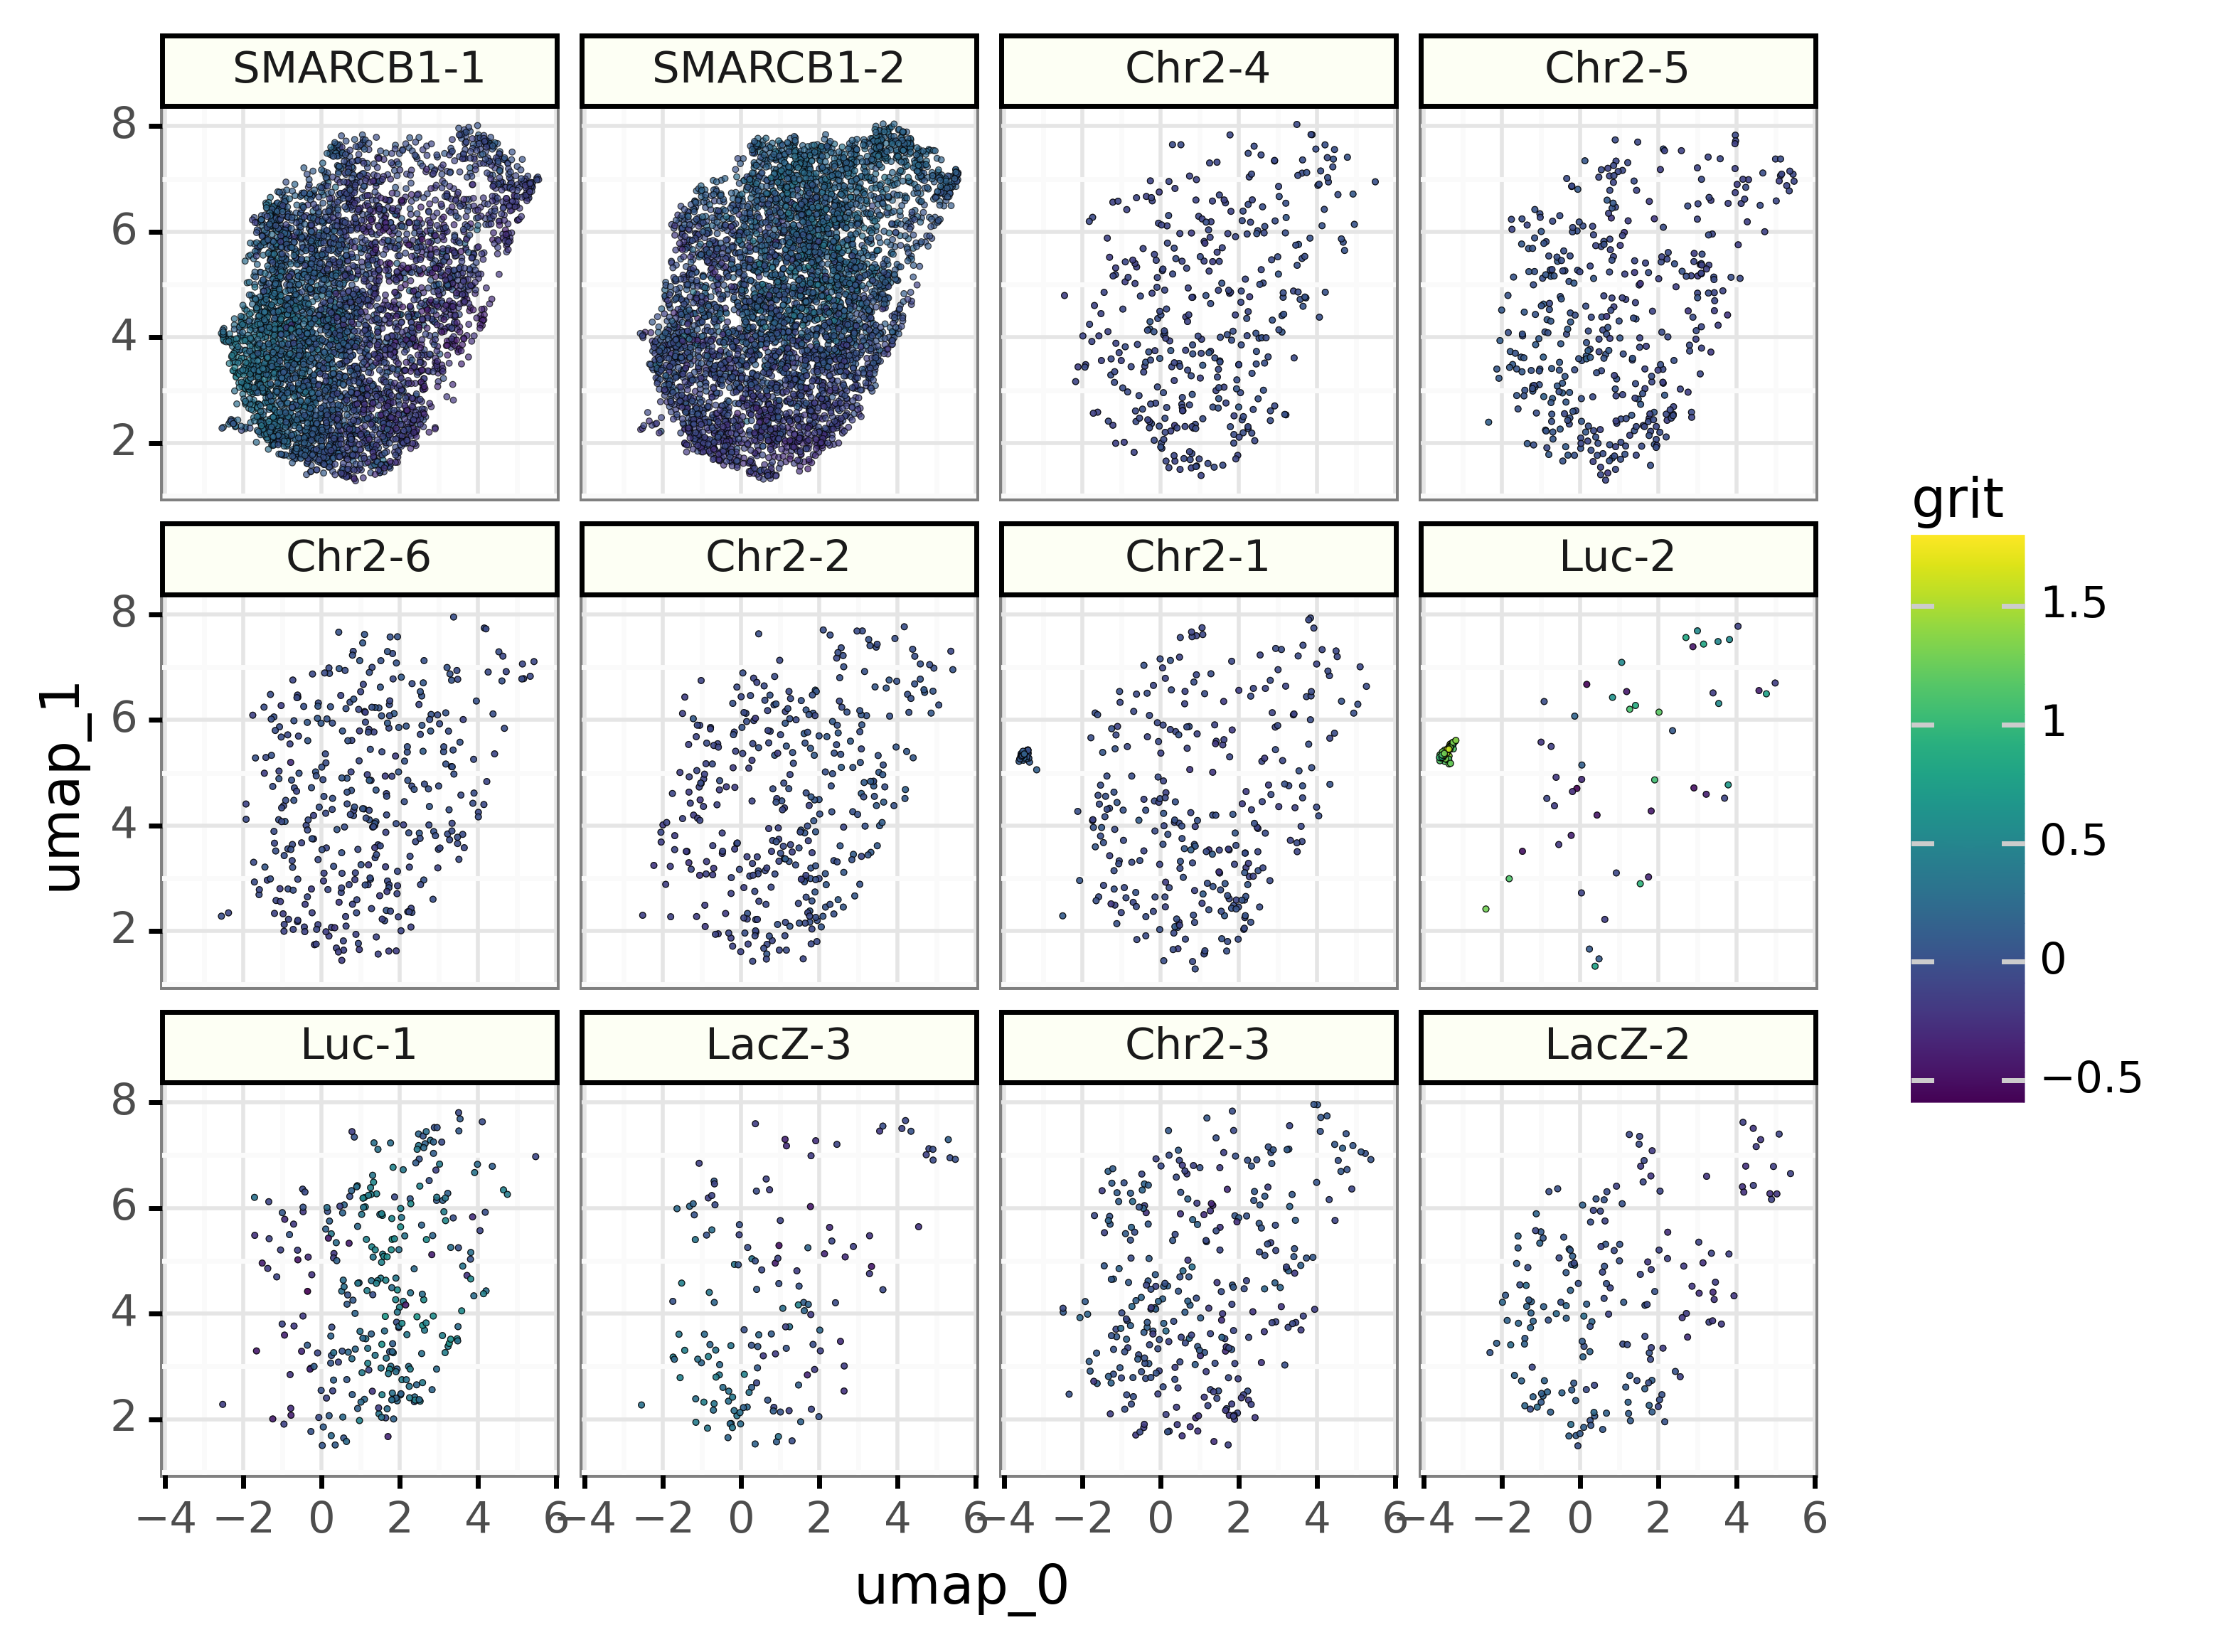 SMARCB1-1 SMARCB1-2 Chr2-4 Chr2-5
8
6
4
2
Chr2-6 Chr2-2 Chr2-1 Luc-2
8
6
4
2
Luc-1 LacZ-3 Chr2-3 LacZ-2
8
6
4
2
−4 −2 0 2 4 6 −4 −2 0 2 4 6 −4 −2 0 2 4 6
−4 −2 0 2 4 6
umap_0
umap_1
grit
1.5
1
0.5
0
−0.5